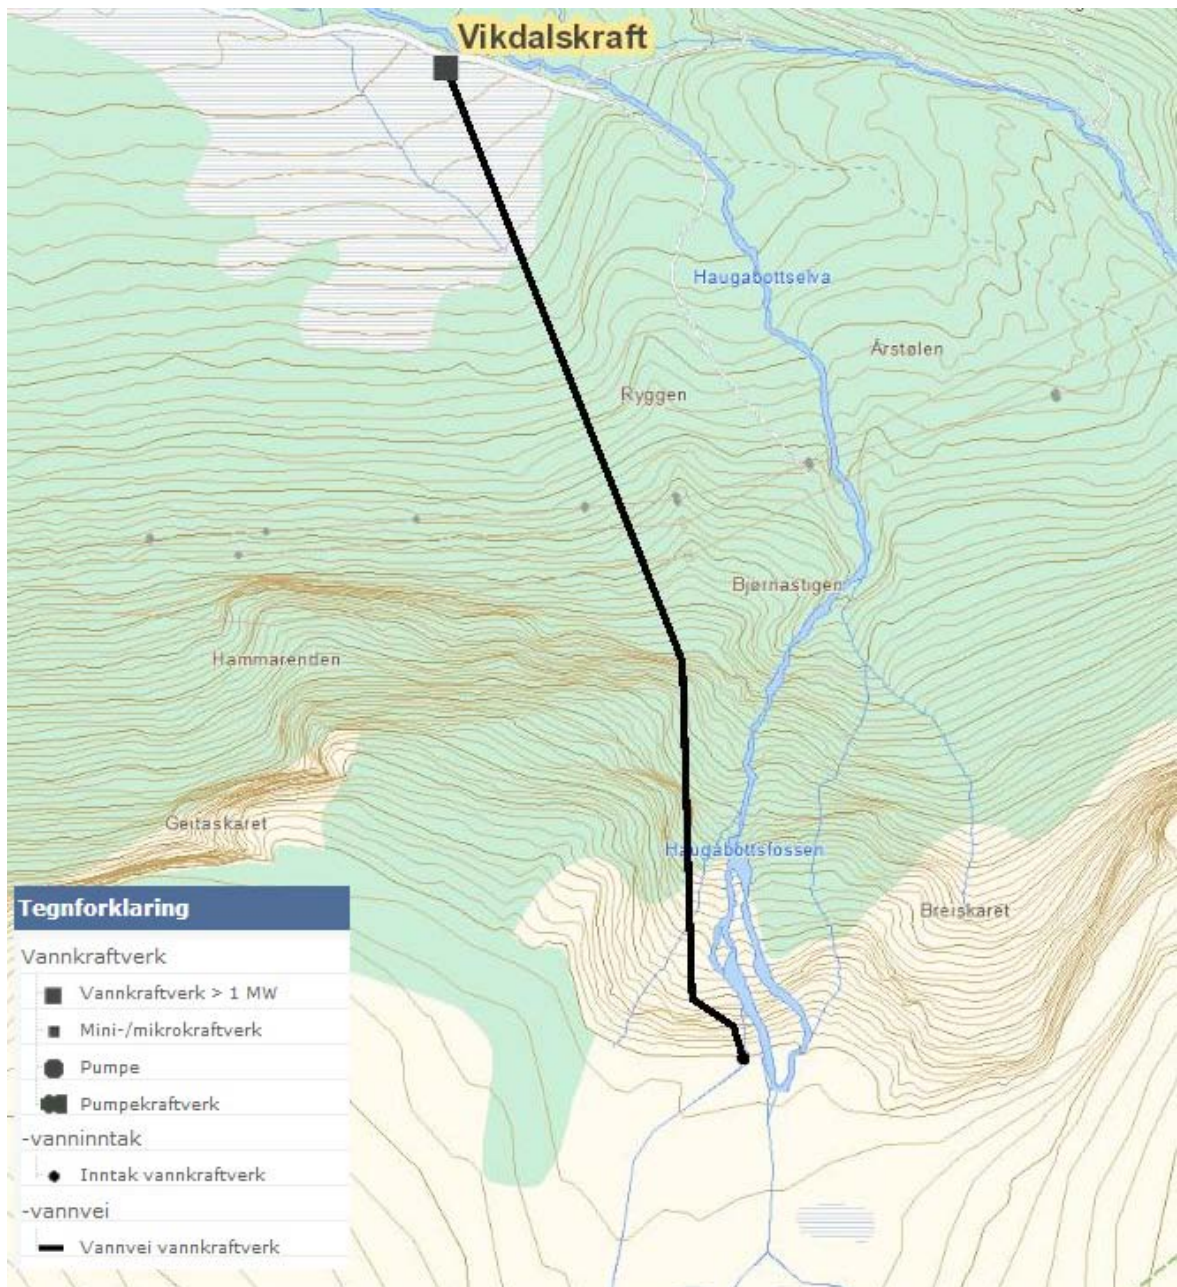 Vikdalskraft
Haugabottselva
Årstølen
Ryggen
Bjørnastigen
Hammarenden
Geitaskaret
Haugabottsfossen
Breiskaret
Tegnforklaring
Vannkraftverk
Vannkraftverk > 1 MW
Mini-/mikrokraftverk
Pumpe
Pumpekraftverk
-vanninntak
Inntak vannkraftverk
-vannvei
Vannvei vannkraftverk